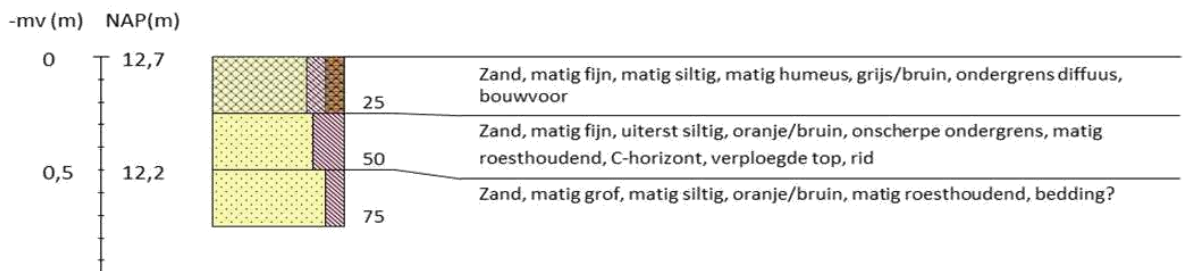 -mv (m) NAP(m)
0 12,7
Zand, matig fijn, matig siltig, matig humeus, grijs/bruin, ondergrens diffuus,
bouwvoor
25
Zand, matig fijn, uiterst siltig, oranje/bruin, onscherpe ondergrens, matig
roesthoudend, C-horizont, verploegde top, rid
50
0,5 12,2
Zand, matig grof, matig siltig, oranje/bruin, matig roesthoudend, bedding?
75